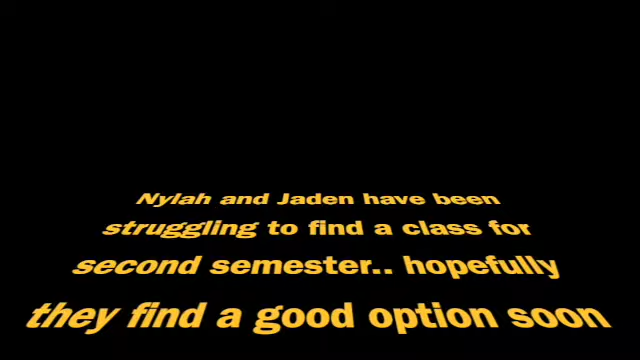 Nylah and Jaden have been
struggling to find a class for
second semester.. hopefully
they find a good option soon